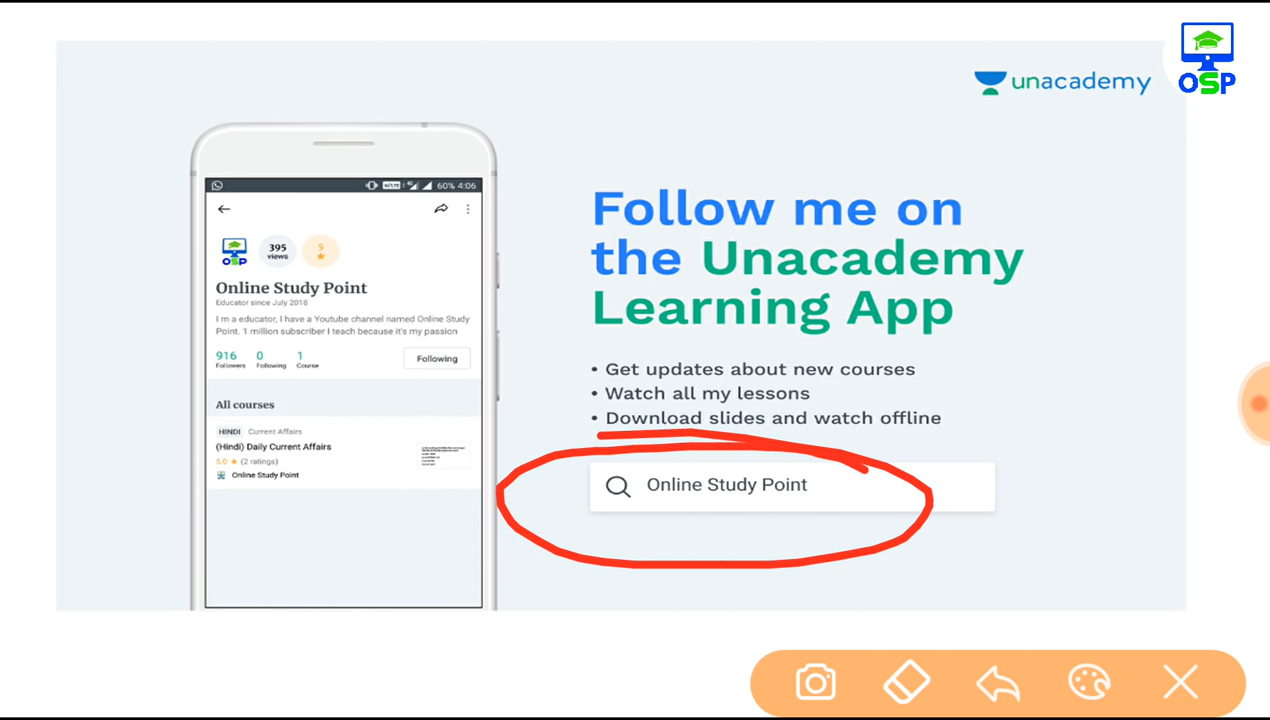 unacademy
OSP
Follow me on
the Unacademy
Learning App
• Get updates about new courses
• Watch all my lessons
• Download slides and watch offline
Online Study Point
60% 4:06
OSP
395
views
5
Online Study Point
Educator since July 2018
I m a educator, I have a Youtube channel named Online Study
Point. 1 million subscriber I teach because it's my passion
916 0 1
Followers Following Course
Following
All courses
HINDI Current Affairs
(Hindi) Daily Current Affairs
5.0 ★ (2 ratings)
Online Study Point